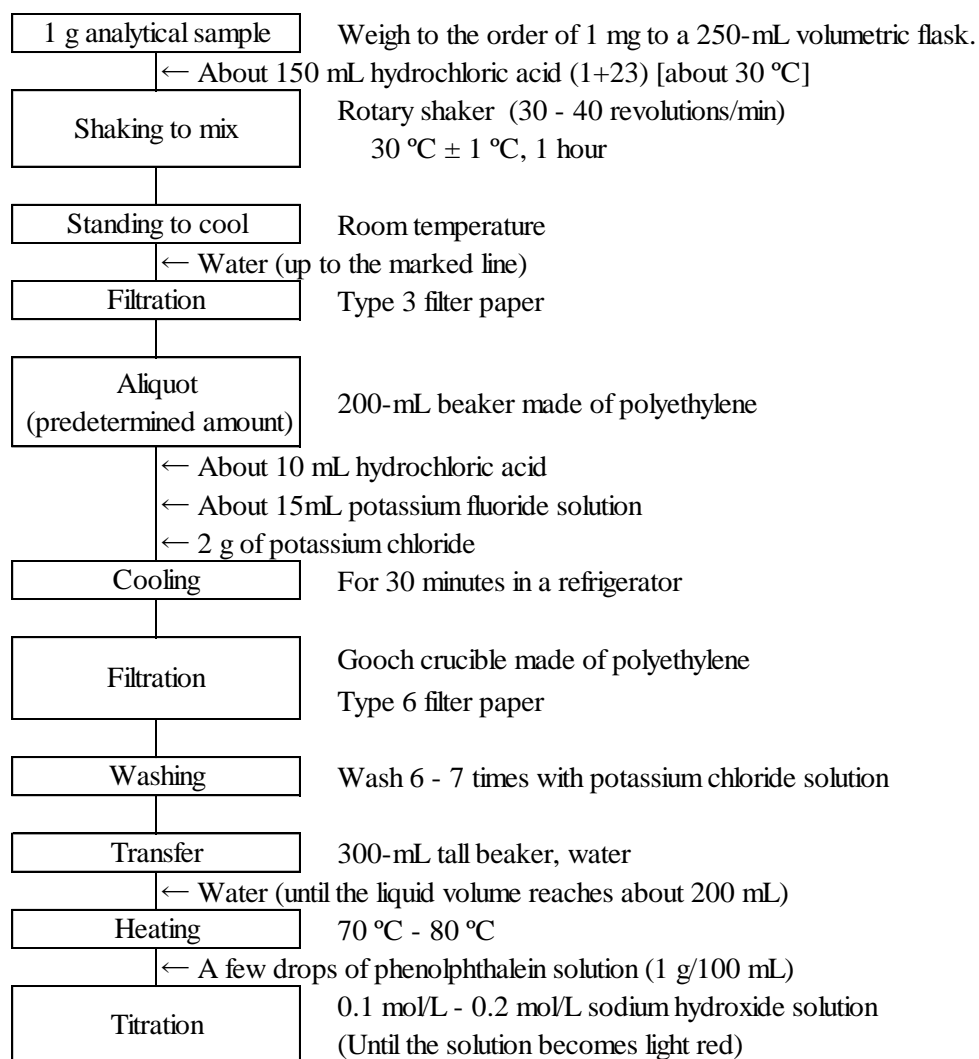 1 g analytical sample Weigh to the order of 1 mg to a 250-mL volumetric flask.
← About 150 mL hydrochloric acid (1+23) [about 30 ºC]
Shaking to mix Rotary shaker (30 - 40 revolutions/min)
30 ºC ± 1 ºC, 1 hour
Standing to cool Room temperature
← Water (up to the marked line)
Filtration Type 3 filter paper
Aliquot
(predetermined amount) 200-mL beaker made of polyethylene
← About 10 mL hydrochloric acid
← About 15mL potassium fluoride solution
← 2 g of potassium chloride
Cooling For 30 minutes in a refrigerator
Filtration Gooch crucible made of polyethylene
Type 6 filter paper
Washing Wash 6 - 7 times with potassium chloride solution
Transfer 300-mL tall beaker, water
← Water (until the liquid volume reaches about 200 mL)
Heating 70 ºC - 80 ºC
← A few drops of phenolphthalein solution (1 g/100 mL)
Titration 0.1 mol/L - 0.2 mol/L sodium hydroxide solution
(Until the solution becomes light red)